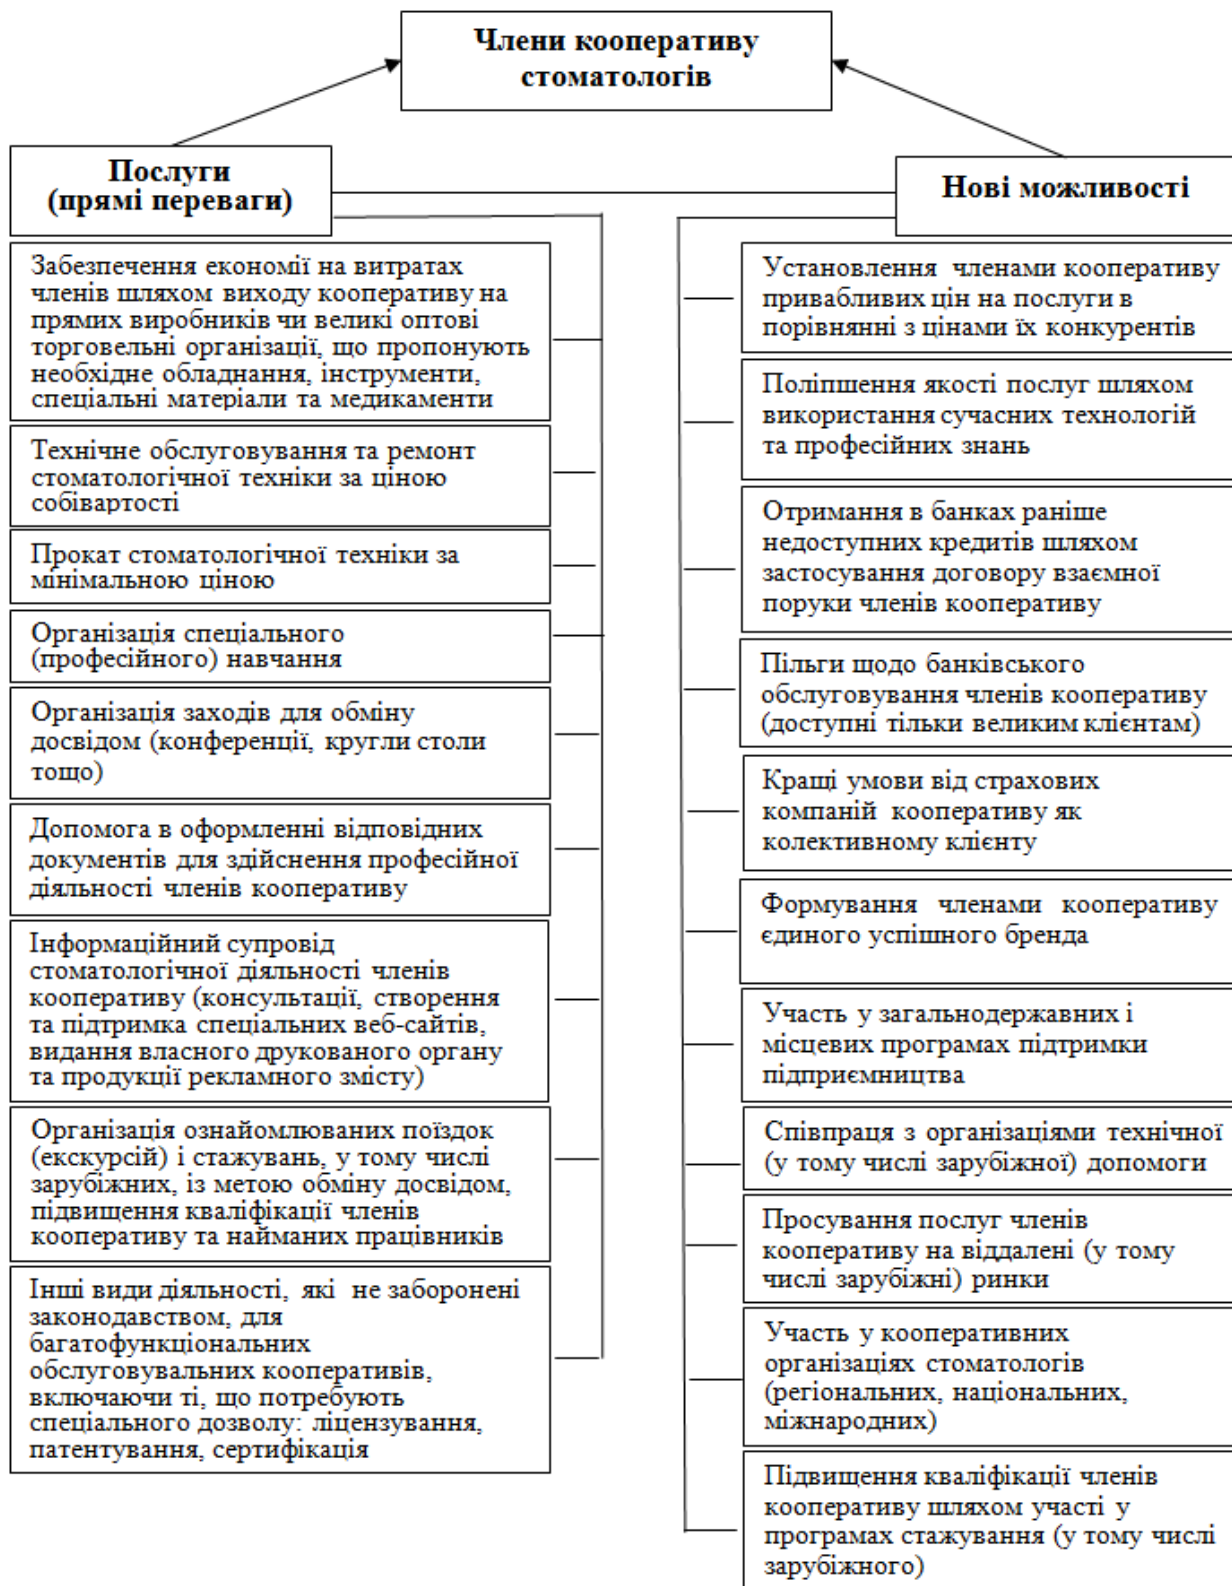 Члени кооперативу
стоматологів
Послуги
(прямі переваги)
Забезпечення економії на витратах
членів шляхом виходу кооперативу на
прямих виробників чи великі оптові
торговельні організації, що пропонують
необхідне обладнання, інструменти,
спеціальні матеріали та медикаменти
Технічне обслуговування та ремонт
стоматологічної техніки за ціною
собівартості
Прокат стоматологічної техніки за
мінімальною ціною
Організація спеціального
(професійного) навчання
Організація заходів для обміну
досвідом (конференції, кругли столи
тощо)
Допомога в оформленні відповідних
документів для здійснення професійної
діяльності членів кооперативу
Інформаційний супровід
стоматологічної діяльності членів
кооперативу (консультації, створення
та підтримка спеціальних веб-сайтів,
видання власного друкованого органу
та продукції рекламного змісту)
Організація ознайомлюваних поїздок
(екскурсій) і стажувань, у тому числі
зарубіжних, із метою обміну досвідом,
підвищення кваліфікації членів
кооперативу та найманих працівників
Інші види діяльності, які не заборонені
законодавством, для
багатофункціональних
обслуговувальних кооперативів,
включаючи ті, що потребують
спеціального дозволу: ліцензування,
патентування, сертифікація
Нові можливості
Установлення членами кооперативу
привабливих цін на послуги в
порівнянні з цінами їх конкурентів
Поліпшення якості послуг шляхом
використання сучасних технологій
та професійних знань
Отримання в банках раніше
недоступних кредитів шляхом
застосування договору взаємної
поруки членів кооперативу
Пільги щодо банківського
обслуговування членів кооперативу
(доступні тільки великим клієнтам)
Кращі умови від страхових
компаній кооперативу як
колективному клієнту
Формування членами кооперативу
єдиного успішного бренда
Участь у загальнодержавних і
місцевих програмах підтримки
підприємництва
Співпраця з організаціями технічної
(у тому числі зарубіжної) допомоги
Просування послуг членів
кооперативу на віддалені (у тому
числі зарубіжні) ринки
Участь у кооперативних
організаціях стоматологів
(регіональних, національних,
міжнародних)
Підвищення кваліфікації членів
кооперативу шляхом участі у
програмах стажування (у тому числі
зарубіжного)